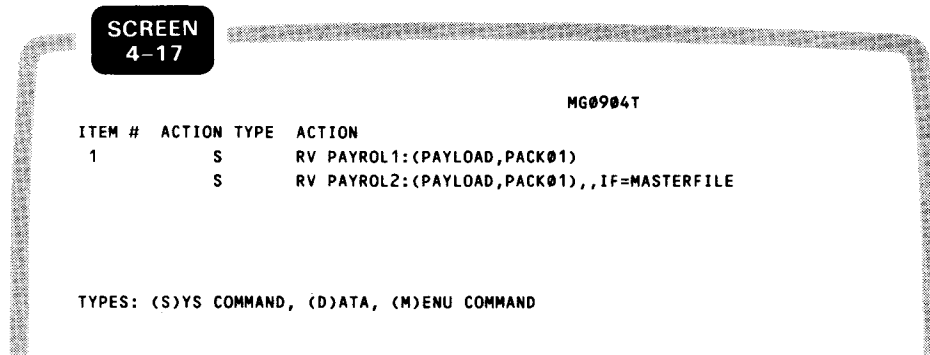 SCREEN
4–17
MG0904T
ITEM # ACTION TYPE ACTION
1 S RV PAYROL1:(PAYLOAD,PACK01)
S RV PAYROL2:(PAYLOAD,PACK01),,IF=MASTERFILE
TYPES: (S)YS COMMAND, (D)ATA, (M)ENU COMMAND